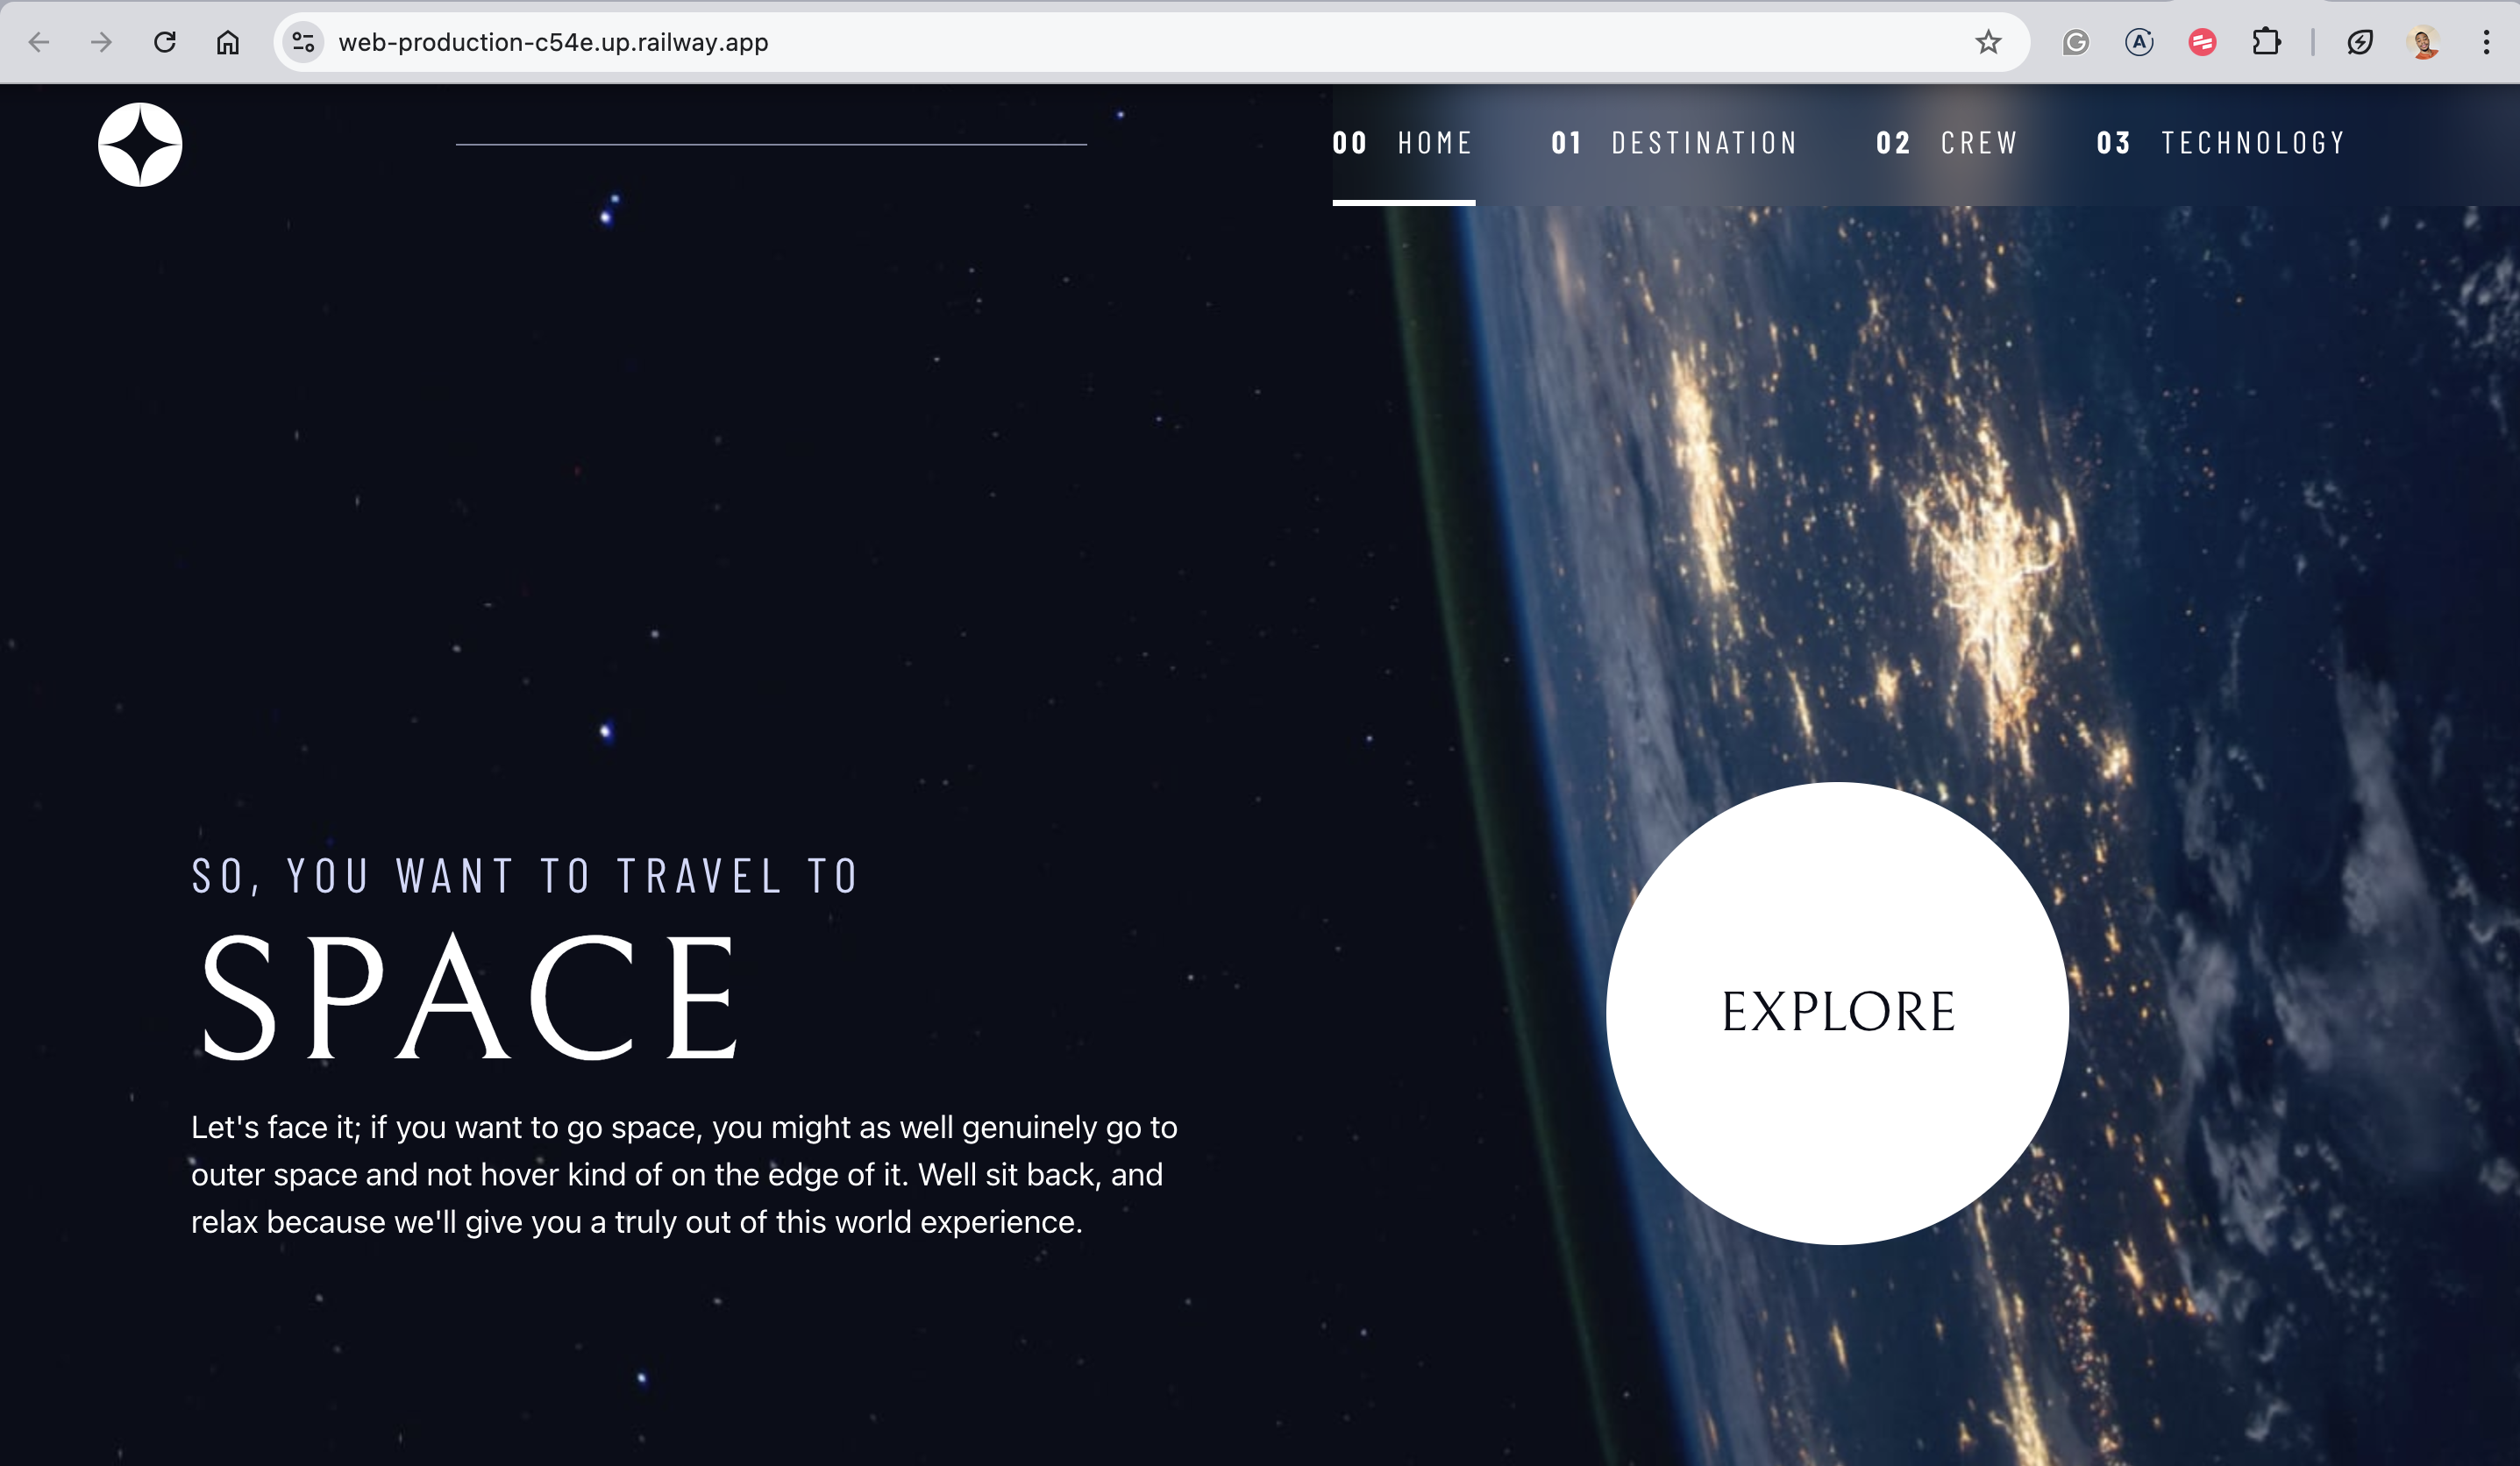 web-production-c54e.up.railway.app
00 HOME 01 DESTINATION 02 CREW 03 TECHNOLOGY
SO, YOU WANT TO TRAVEL TO
SPACE
Let's face it; if you want to go space, you might as well genuinely go to
outer space and not hover kind of on the edge of it. Well sit back, and
relax because we'll give you a truly out of this world experience.
EXPLORE